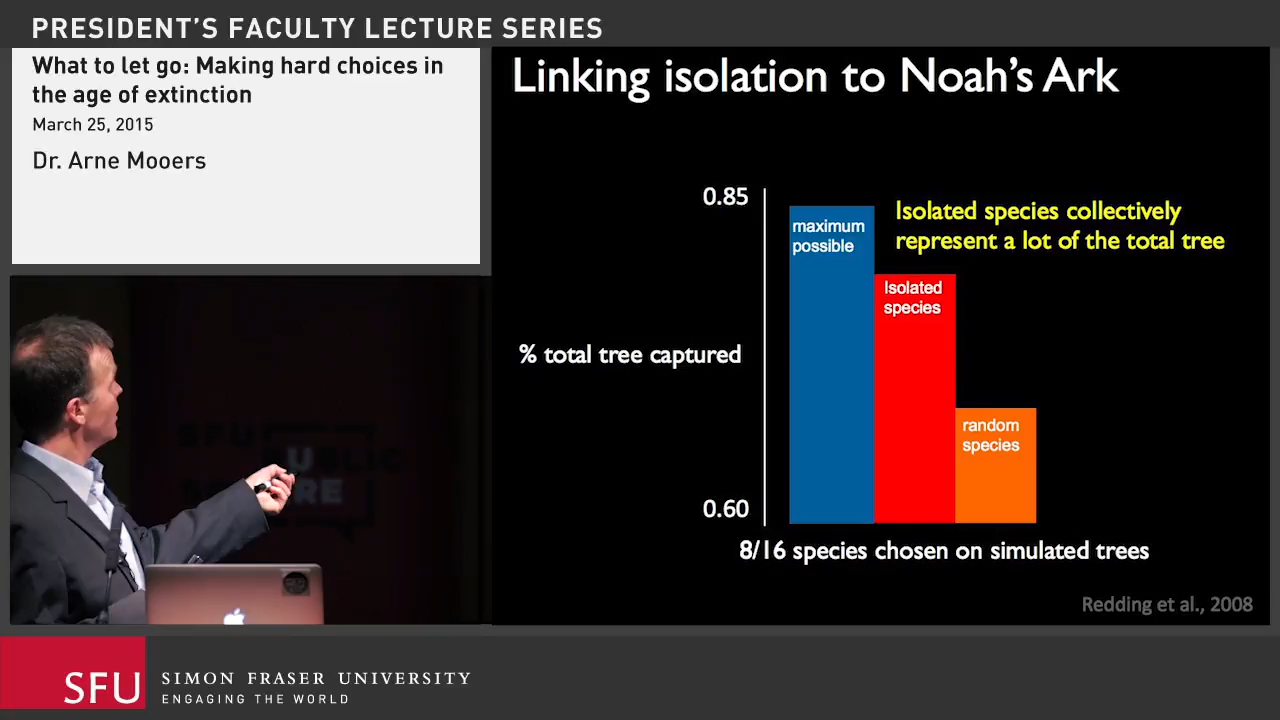 PRESIDENT'S FACULTY LECTURE SERIES
What to let go: Making hard choices in
the age of extinction
March 25, 2015
Dr. Arne Mooers
Linking isolation to Noah's Ark
0.85
maximum
possible
Isolated species collectively
represent a lot of the total tree
Isolated
species
% total tree captured
random
species
0.60
8/16 species chosen on simulated trees
Redding et al., 2008
SFU
SIMON FRASER UNIVERSITY
ENGAGING THE WORLD